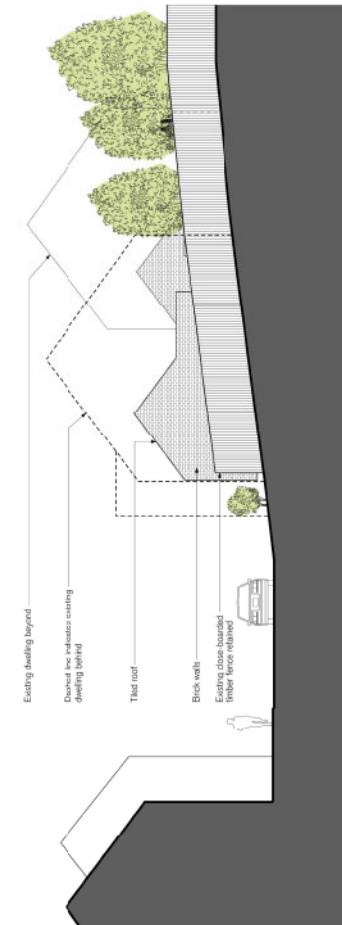 Existing dwelling beyond
Dashed line indicates existing
dwelling behind
Tiled roof
Brick walls
Existing close-boarded
timber fence retained